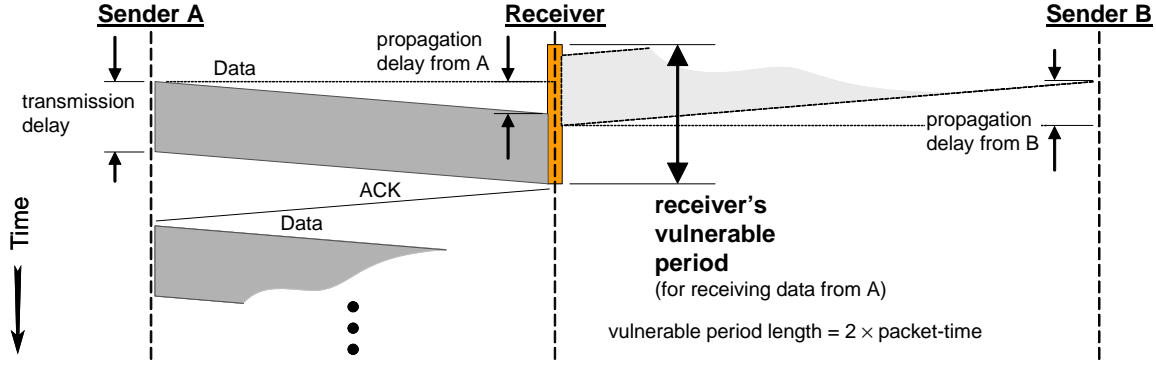 Sender A
Receiver
Sender B
propagation
delay from A
Data
transmission
delay
propagation
delay from B
ACK
Data
Time
receiver's
vulnerable
period
(for receiving data from A)
vulnerable period length = 2 × packet-time